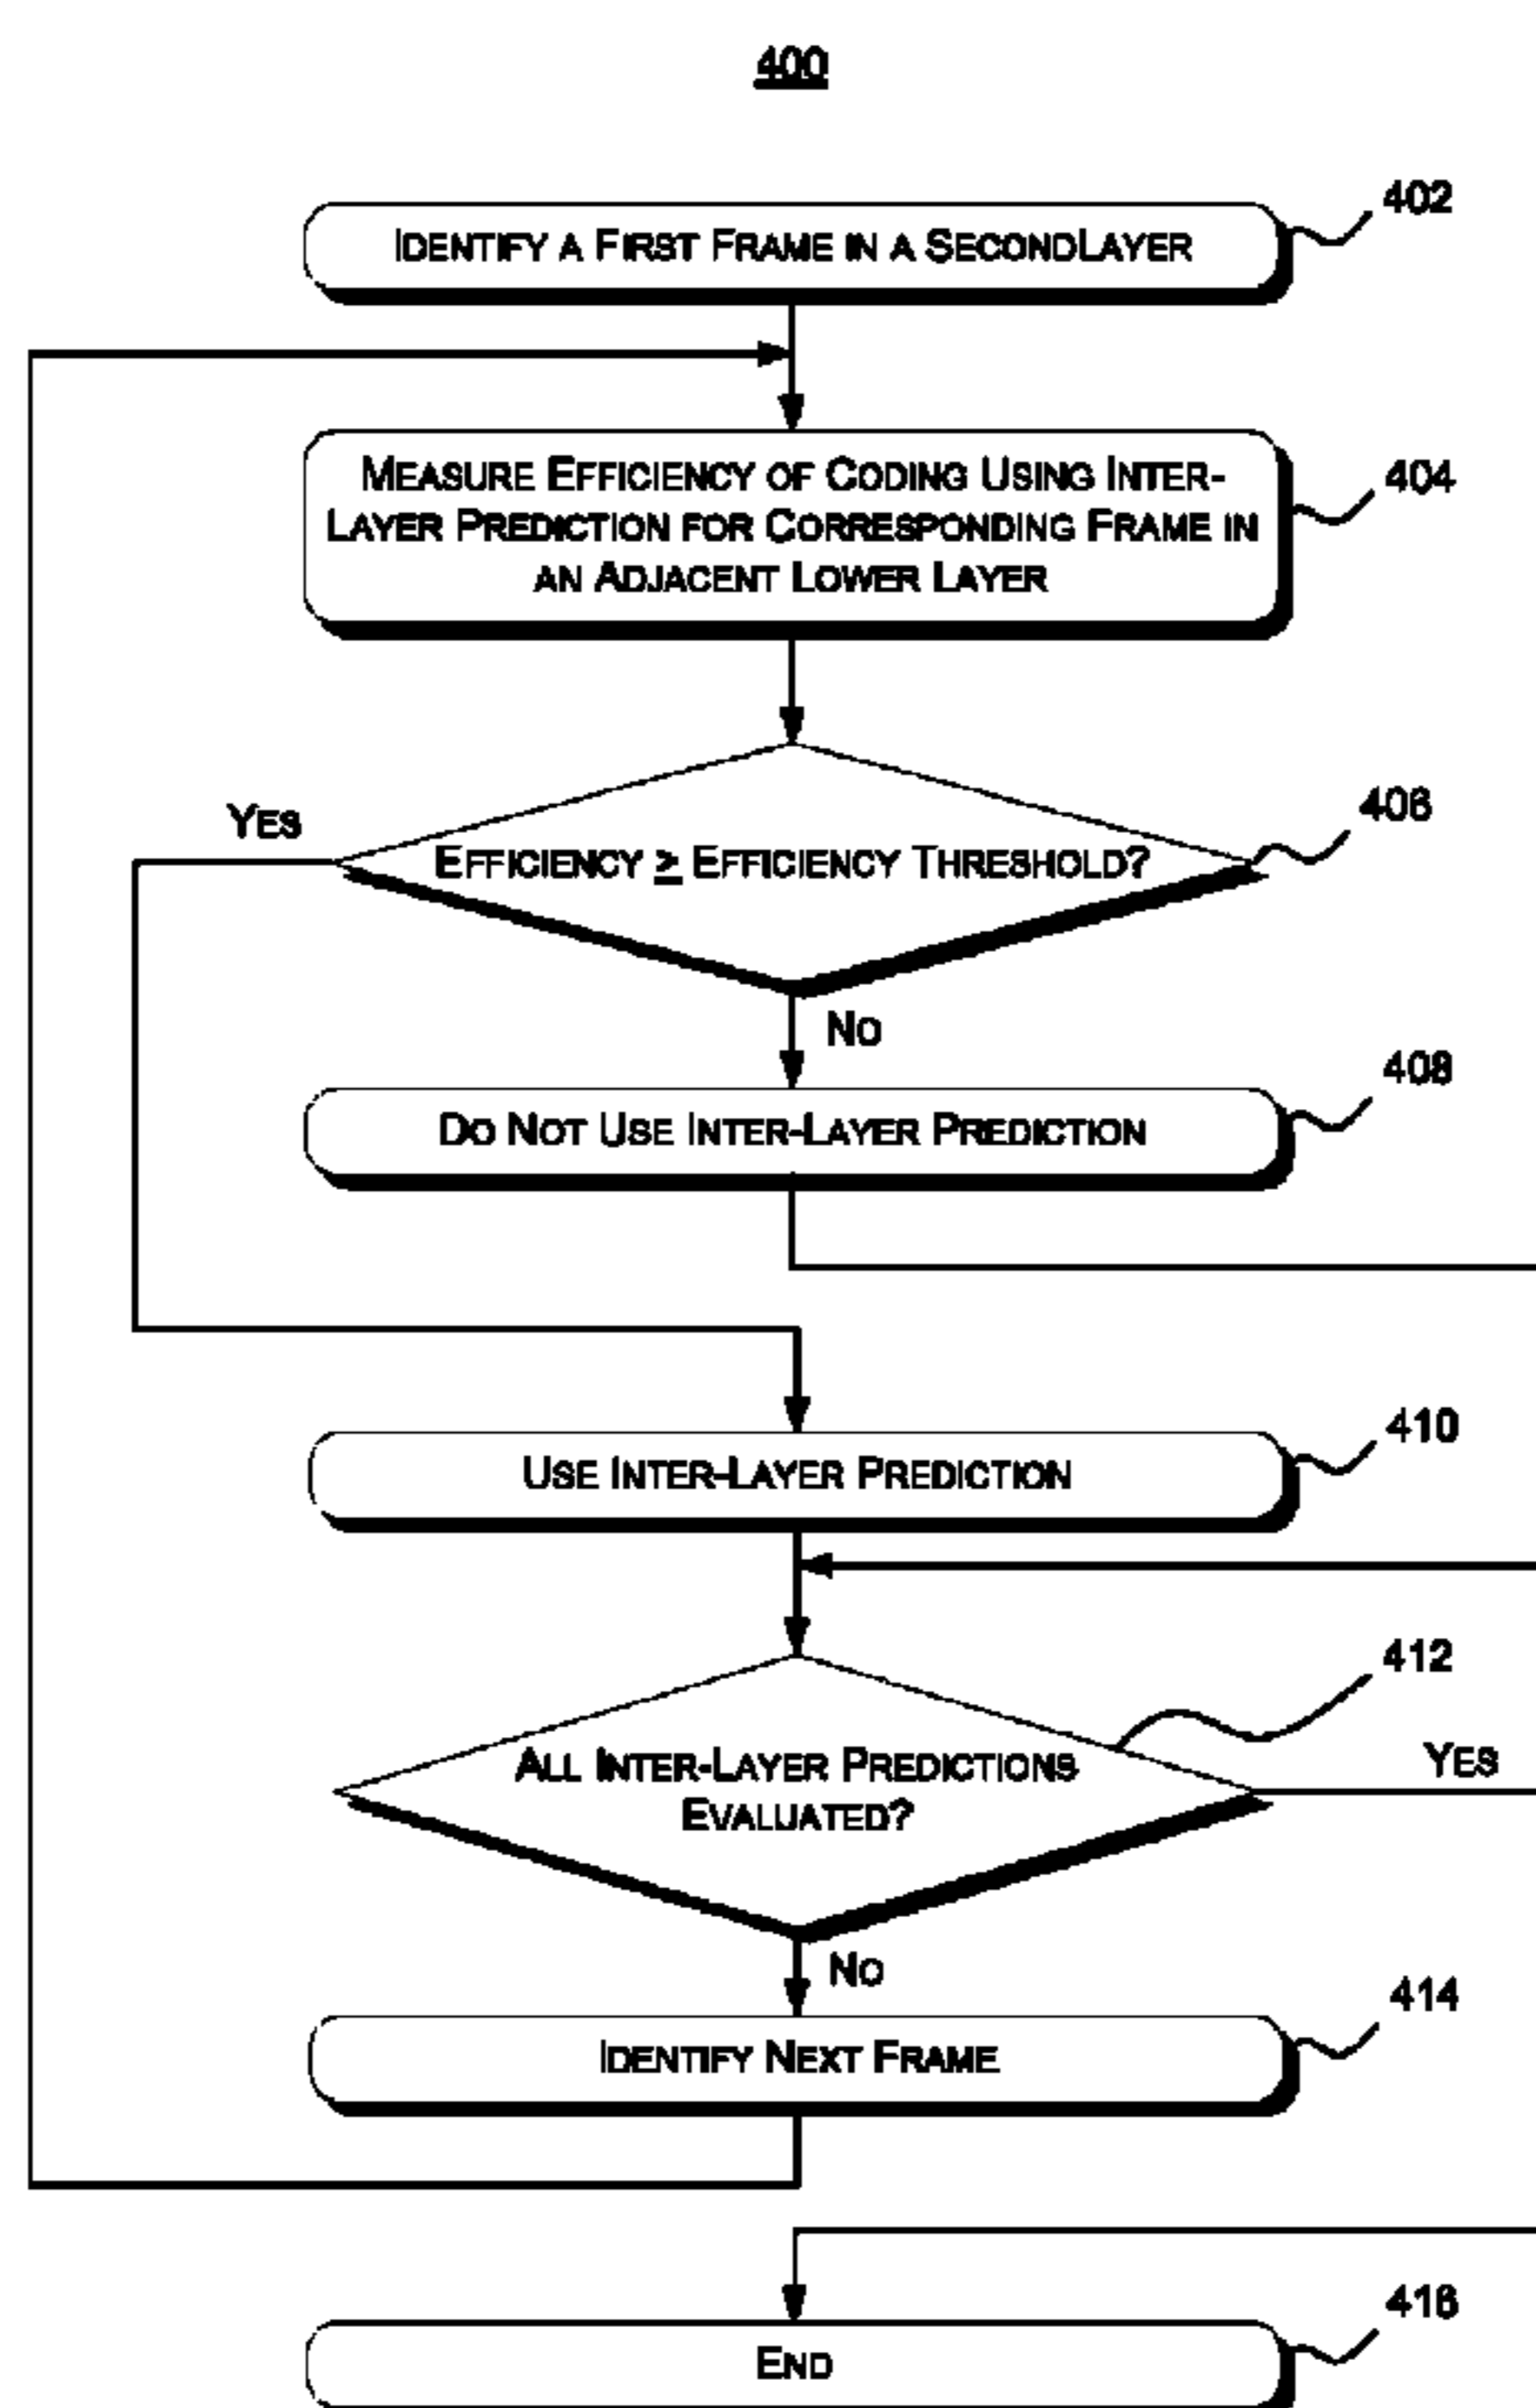 400
IDENTIFY A FIRST FRAME IN A SECONDLAYER
402
MEASURE EFFICIENCY OF CODING USING INTER-
LAYER PREDICTION FOR CORRESPONDING FRAME IN
AN ADJACENT LOWER LAYER
404
YES
EFFICIENCY ≥ EFFICIENCY THRESHOLD?
406
NO
DO NOT USE INTER-LAYER PREDICTION
408
USE INTER-LAYER PREDICTION
410
ALL INTER-LAYER PREDICTIONS
EVALUATED?
412
YES
NO
IDENTIFY NEXT FRAME
414
END
416